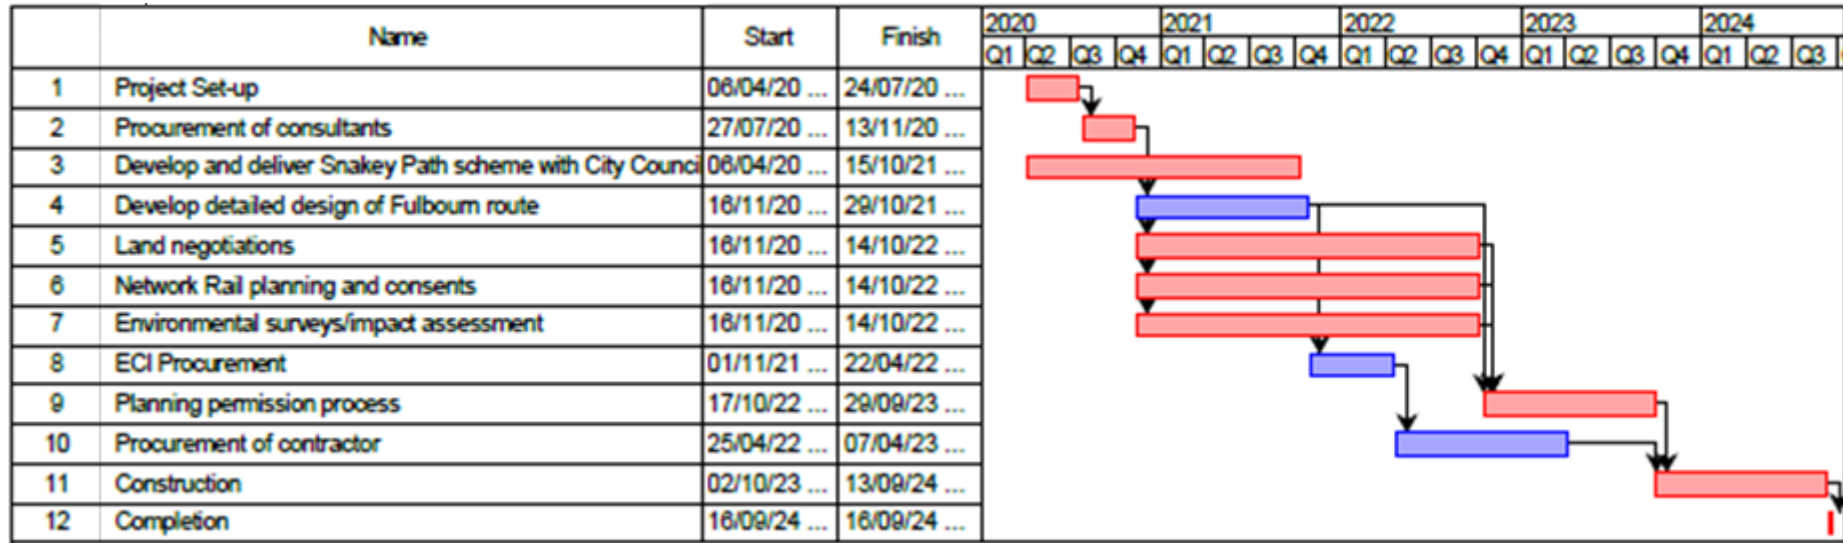 Name Start Finish 2020 2021 2022 2023 2024
Q1 Q2 Q3 Q4 Q1 Q2 Q3 Q4 Q1 Q2 Q3 Q4 Q1 Q2 Q3 Q4 Q1 Q2 Q3
1 Project Set-up 06/04/20 ... 24/07/20 ...
2 Procurement of consultants 27/07/20 ... 13/11/20 ...
3 Develop and deliver Snakey Path scheme with City Counci 06/04/20 ... 15/10/21 ...
4 Develop detailed design of Fulbourn route 16/11/20 ... 29/10/21 ...
5 Land negotiations 16/11/20 ... 14/10/22 ...
6 Network Rail planning and consents 16/11/20 ... 14/10/22 ...
7 Environmental surveys/impact assessment 16/11/20 ... 14/10/22 ...
8 ECI Procurement 01/11/21 ... 22/04/22 ...
9 Planning permission process 17/10/22 ... 29/09/23 ...
10 Procurement of contractor 25/04/22 ... 07/04/23 ...
11 Construction 02/10/23 ... 13/09/24 ...
12 Completion 16/09/24 ... 16/09/24 ...